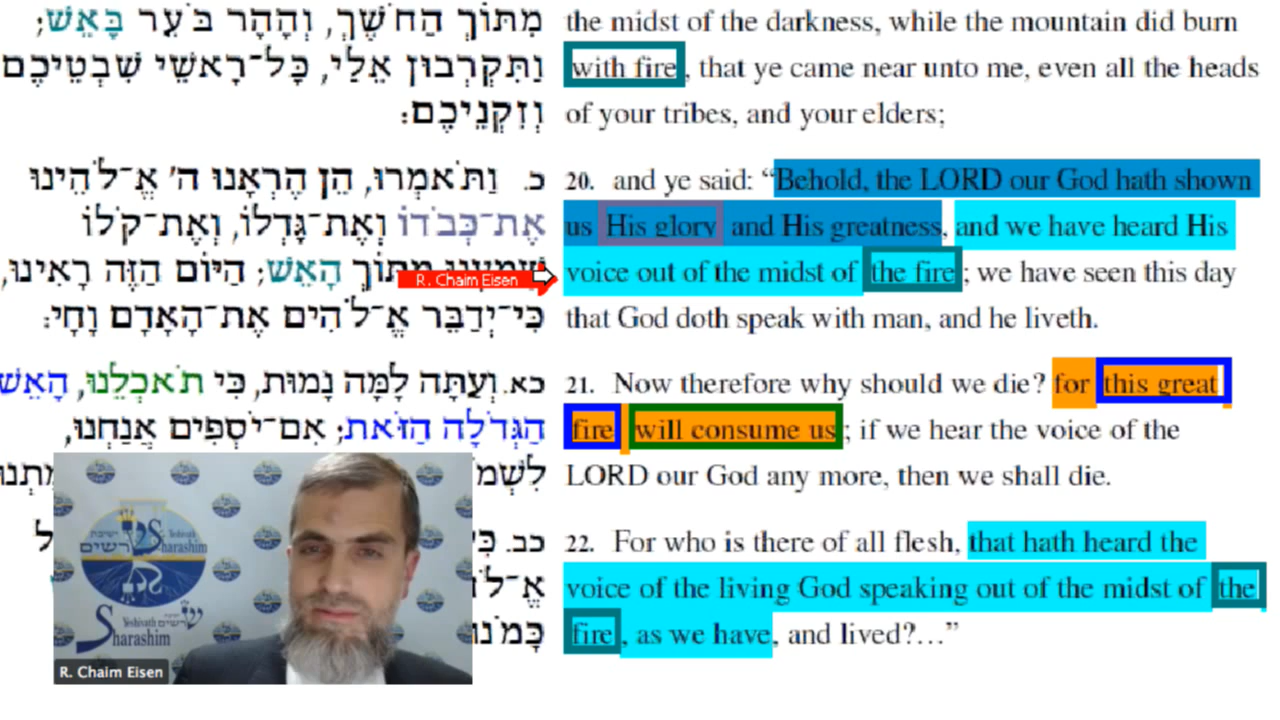 מִתּוֹךְ הַחֹשֶׁךְ, וְהָהָר בֹּעֵר בָּאֵשׁ;
וַתִּקְרְבוּן אֵלַי, כָּל־רָאשֵׁי שִׁבְטֵיכֶם
וְזִקְנֵיכֶם:
כ. וַתֹּאמְרוּ, הֵן הֶרְאָנוּ ה' אֱ־לֹהֵינוּ
אֶת־כְּבֹדוֹ וְאֶת־גָּדְלוֹ, וְאֶת־קֹלוֹ
מִתּוֹךְ הָאֵשׁ; הַיּוֹם הַזֶּה רָאִינוּ,
כִּי־יְדַבֵּר אֱ־לֹהִים אֶת־הָאָדָם וָחָי:
כא. וְעַתָּה לָמָּה נָמוּת, כִּי תֹאכְלֵנוּ, הָאֵשׁ
הַגְּדֹלָה הַזֹּאת; אִם־יֹסְפִים אֲנַחְנוּ,
כב.
the midst of the darkness, while the mountain did burn
with fire, that ye came near unto me, even all the heads
of your tribes, and your elders;
20. and ye said: “Behold, the LORD our God hath shown
us His glory and His greatness, and we have heard His
voice out of the midst of the fire; we have seen this day
that God doth speak with man, and he liveth.
21. Now therefore why should we die? for this great
fire will consume us; if we hear the voice of the
LORD our God any more, then we shall die.
22. For who is there of all flesh, that hath heard the
voice of the living God speaking out of the midst of the
fire, as we have, and lived?…”
R. Chaim Eisen
ישיבת שרשים
Yeshivath
Sharashim
Yeshivath
Sharashim
R. Chaim Eisen